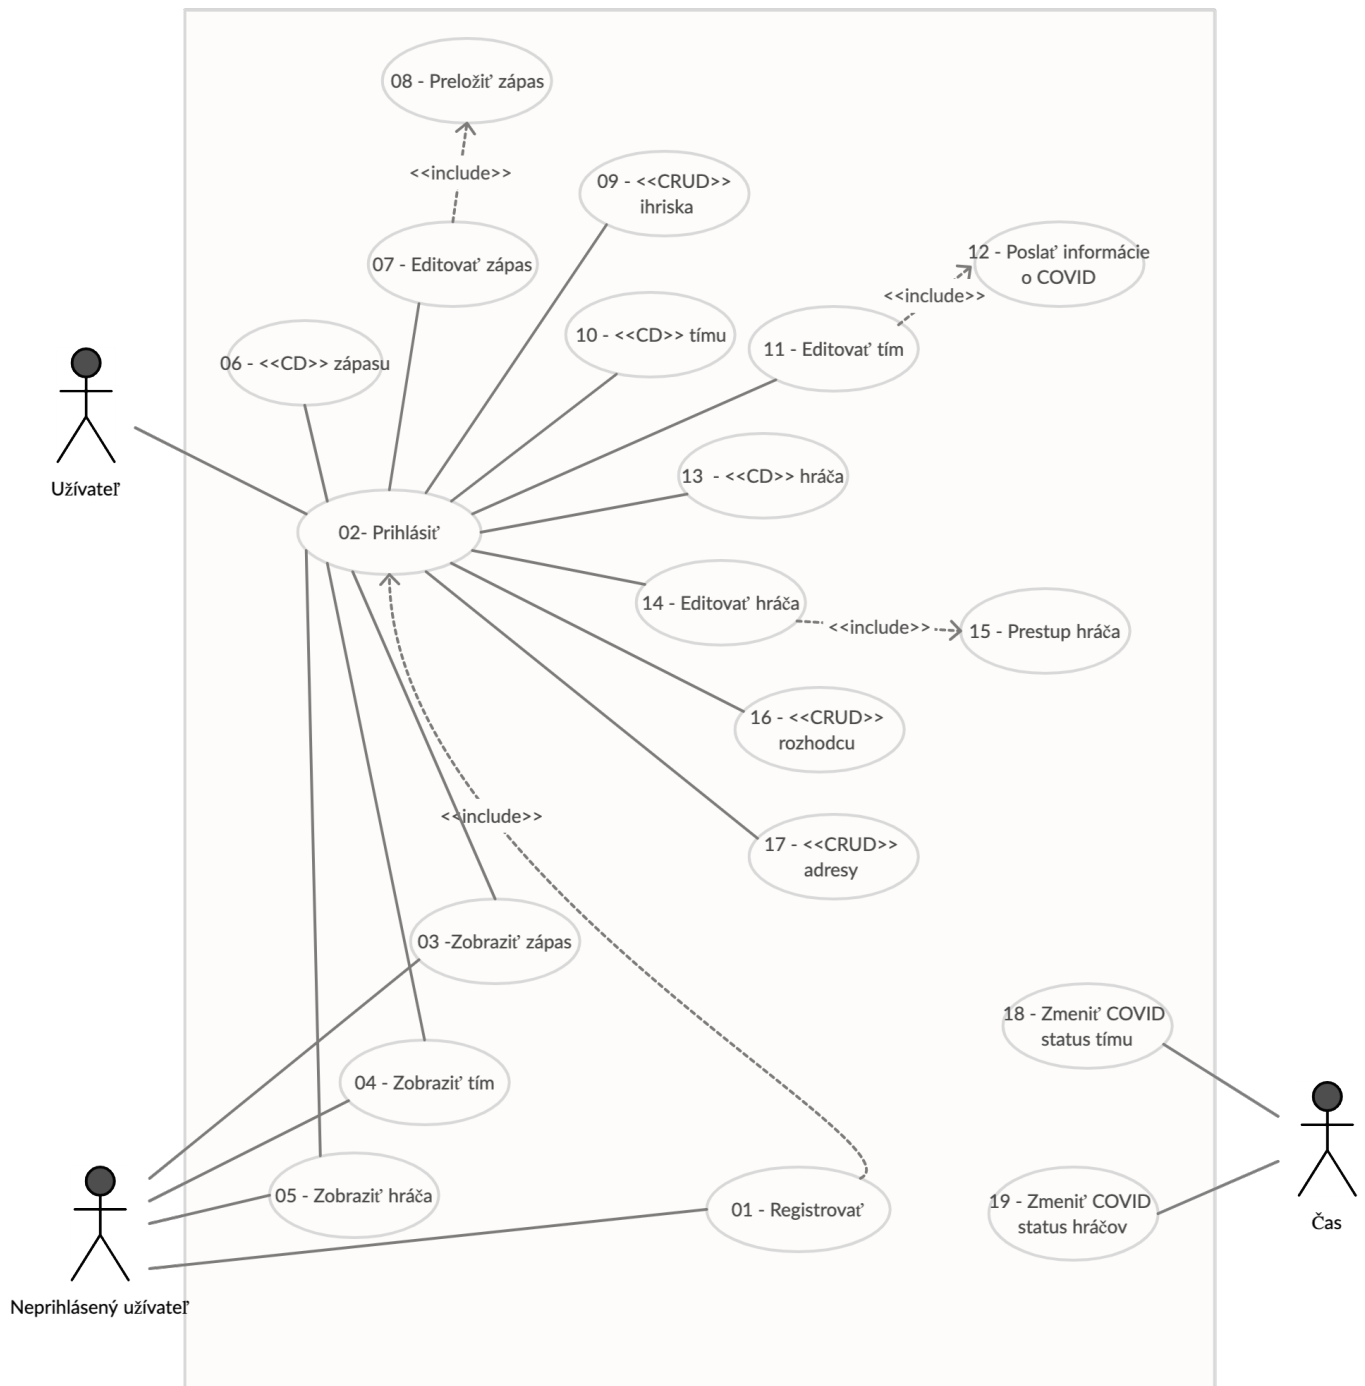 08 - Preložiť zápas
<<include>>
09 - <<CRUD>>
ihriska
07 - Editovať zápas
12 - Poslať informácie
o COVID
<<include>>
10 - <<CD>> tímu
11 - Editovať tím
06 - <<CD>> zápasu
Užívateľ
13  - <<CD>> hráča
02- Prihlásiť
14 - Editovať hráča
<<include>>
15 - Prestup hráča
16 - <<CRUD>>
rozhodcu
<<include>>
17 - <<CRUD>>
adresy
03 -Zobraziť zápas
18 - Zmeniť COVID
status tímu
04 - Zobraziť tím
05 - Zobraziť hráča
01 - Registrovať
19 - Zmeniť COVID
status hráčov
Čas
Neprihlásený užívateľ